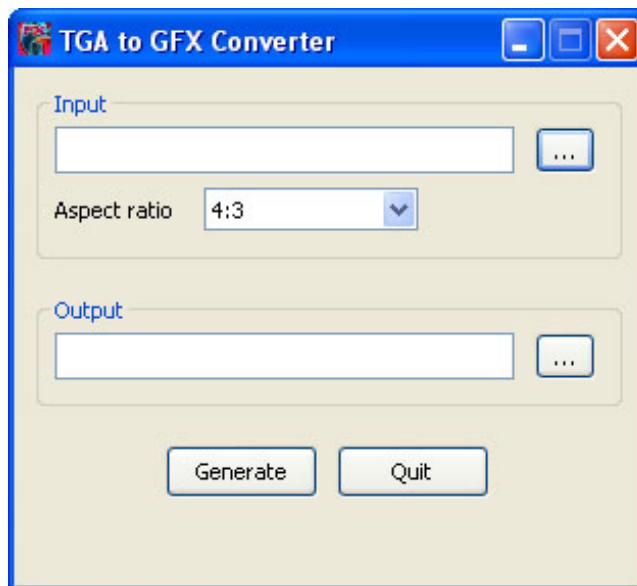 TGA to GFX Converter
Input
...
Aspect ratio 4:3
Output
...
Generate Quit